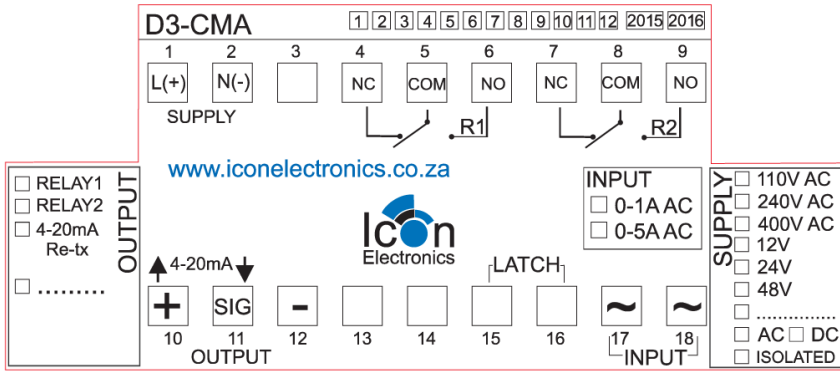 D3-CMA 1 2 3 4 5 6 7 8 9 10 11 12 2015 2016
1 2 3 4 5 6 7 8 9
L(+) N(-) NC COM NO NC COM NO
SUPPLY
R1 R2
www.iconelectronics.co.za
OUTPUT
RELAY1
RELAY2
4-20mA
Re-tx
.........
Icon
Electronics
INPUT
0-1A AC
0-5A AC
SUPPLY
110V AC
240V AC
400V AC
12V
24V
48V
...............
AC DC
ISOLATED
4-20mA
LATCH
+ SIG - ~ ~
10 11 12 13 14 15 16 17 18
OUTPUT INPUT